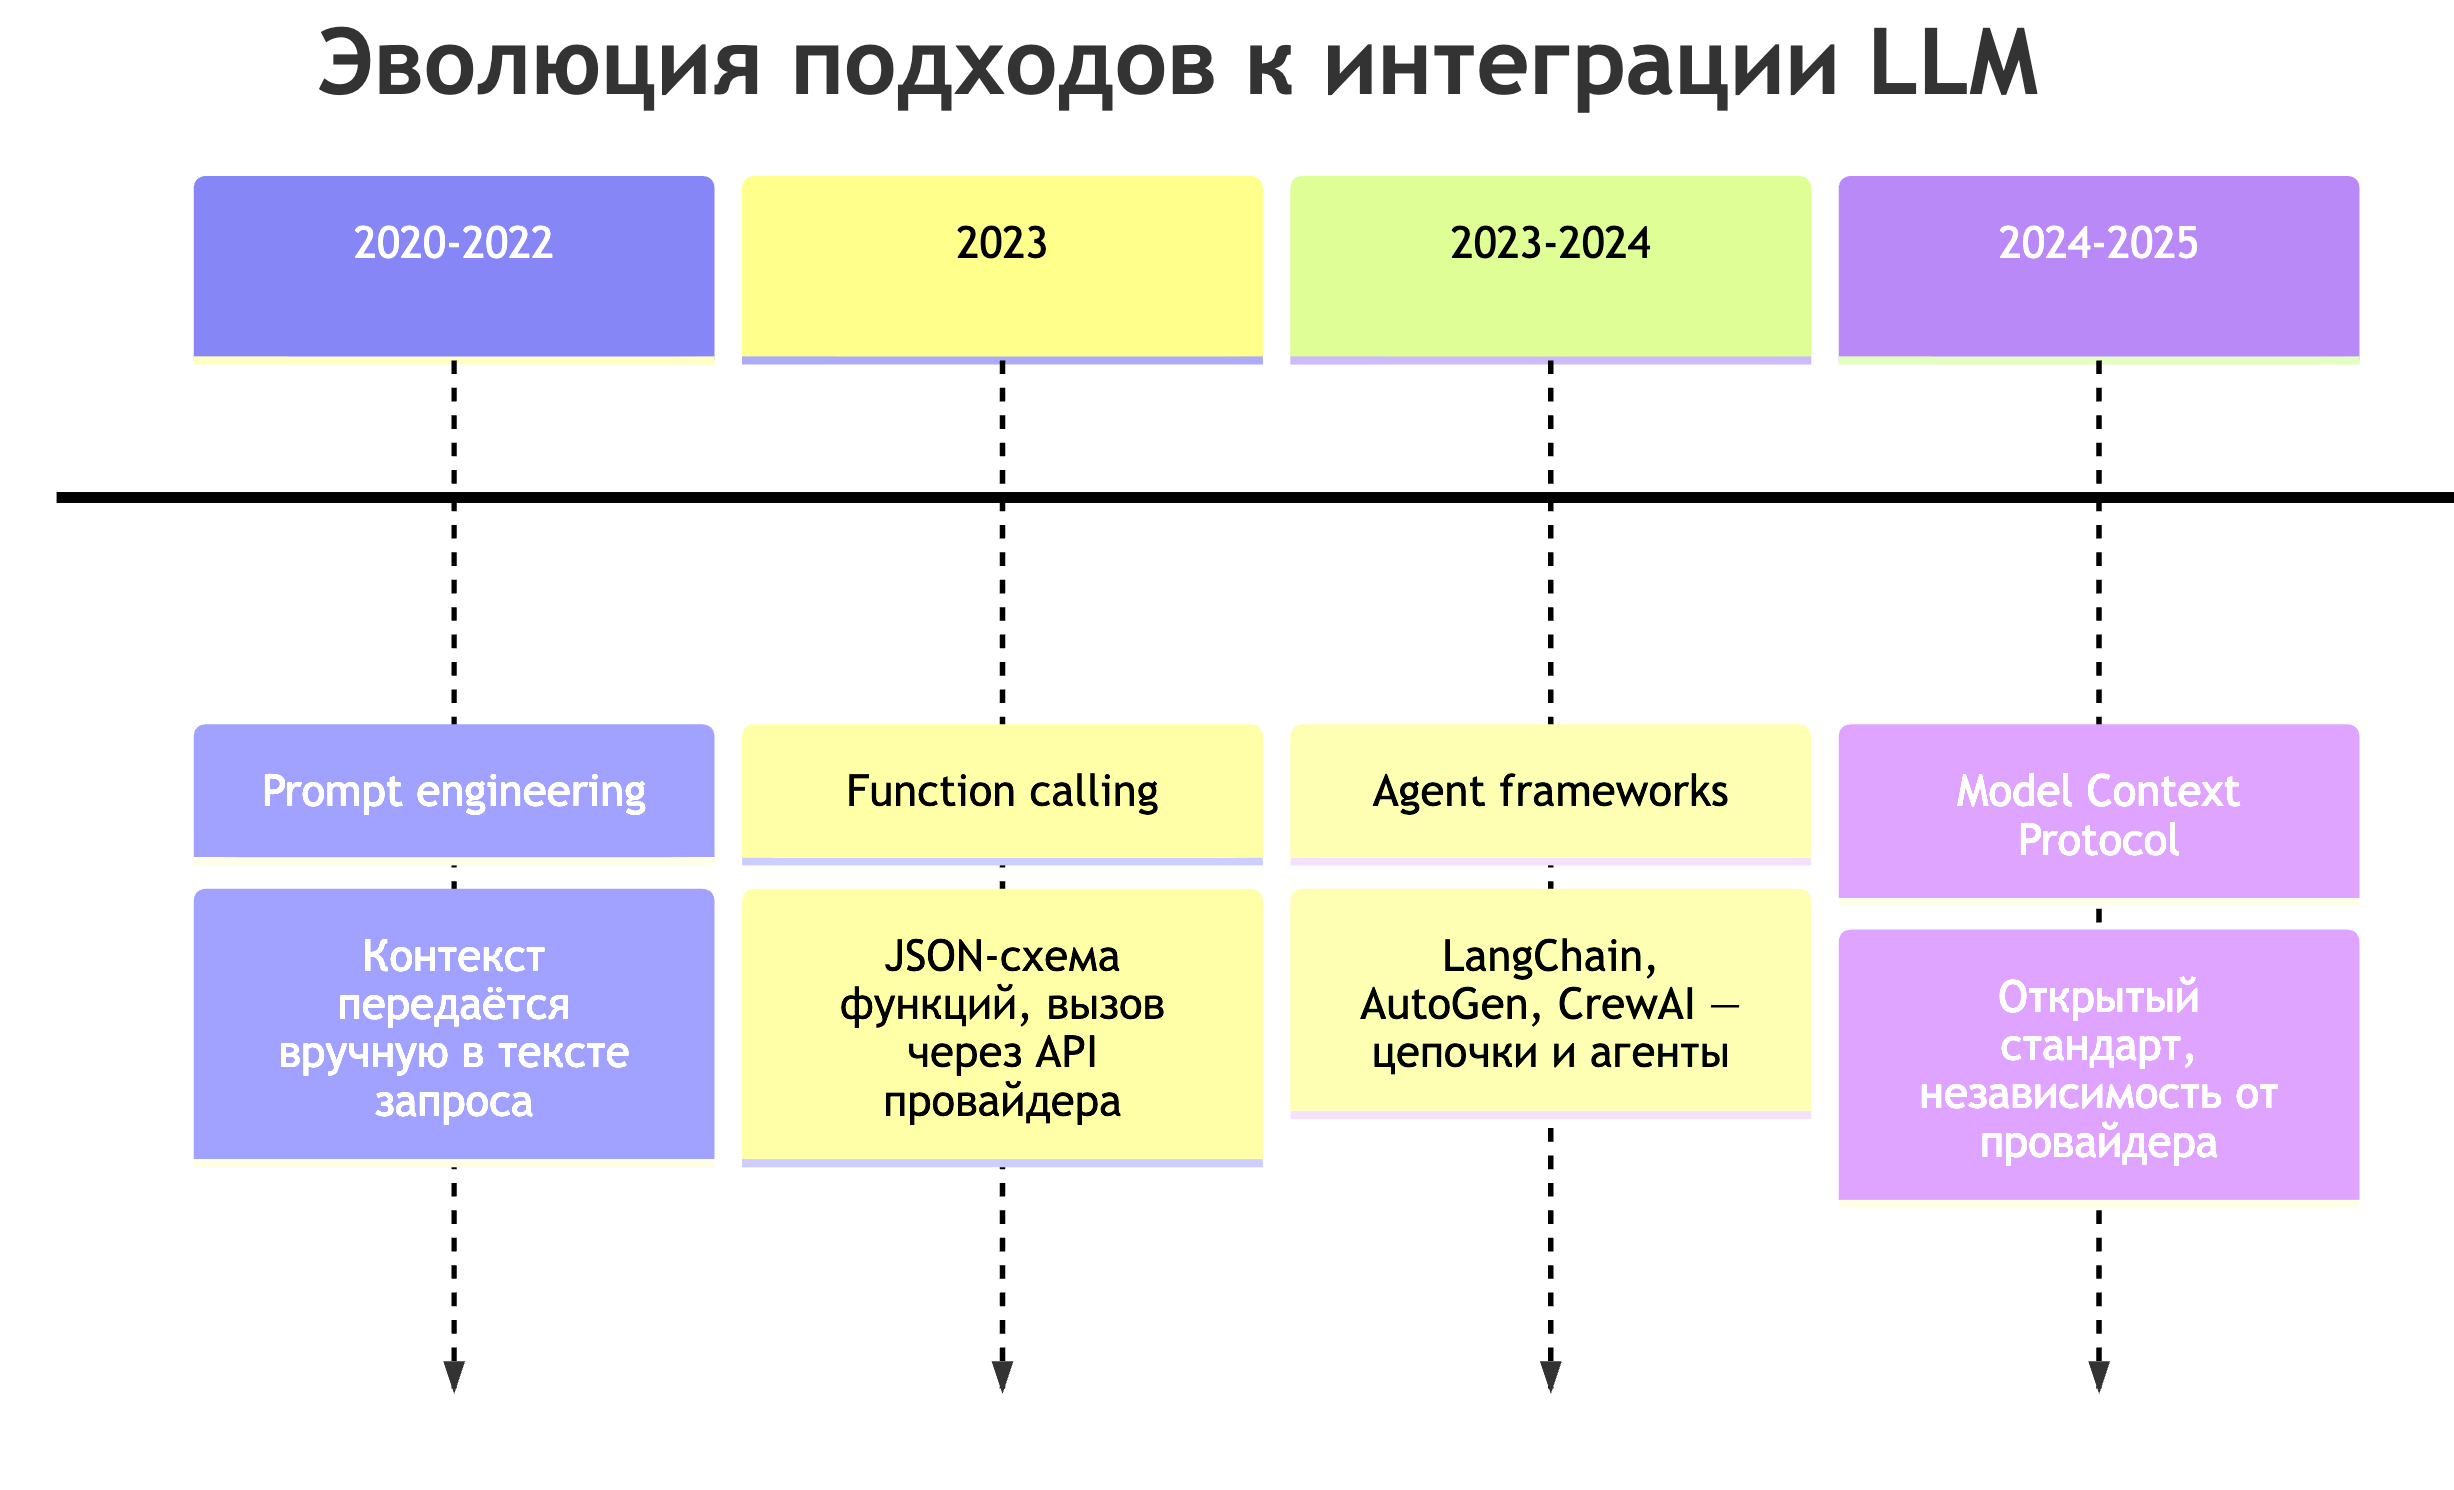 Эволюция подходов к интеграции LLM
2020-2022
2023
2023-2024
2024-2025
Prompt engineering
Контекст
передаётся
вручную в тексте
запроса
Function calling
JSON-схема
функций, вызов
через API
провайдера
Agent frameworks
LangChain,
AutoGen, CrewAI —
цепочки и агенты
Model Context
Protocol
Открытый
стандарт,
независимость от
провайдера